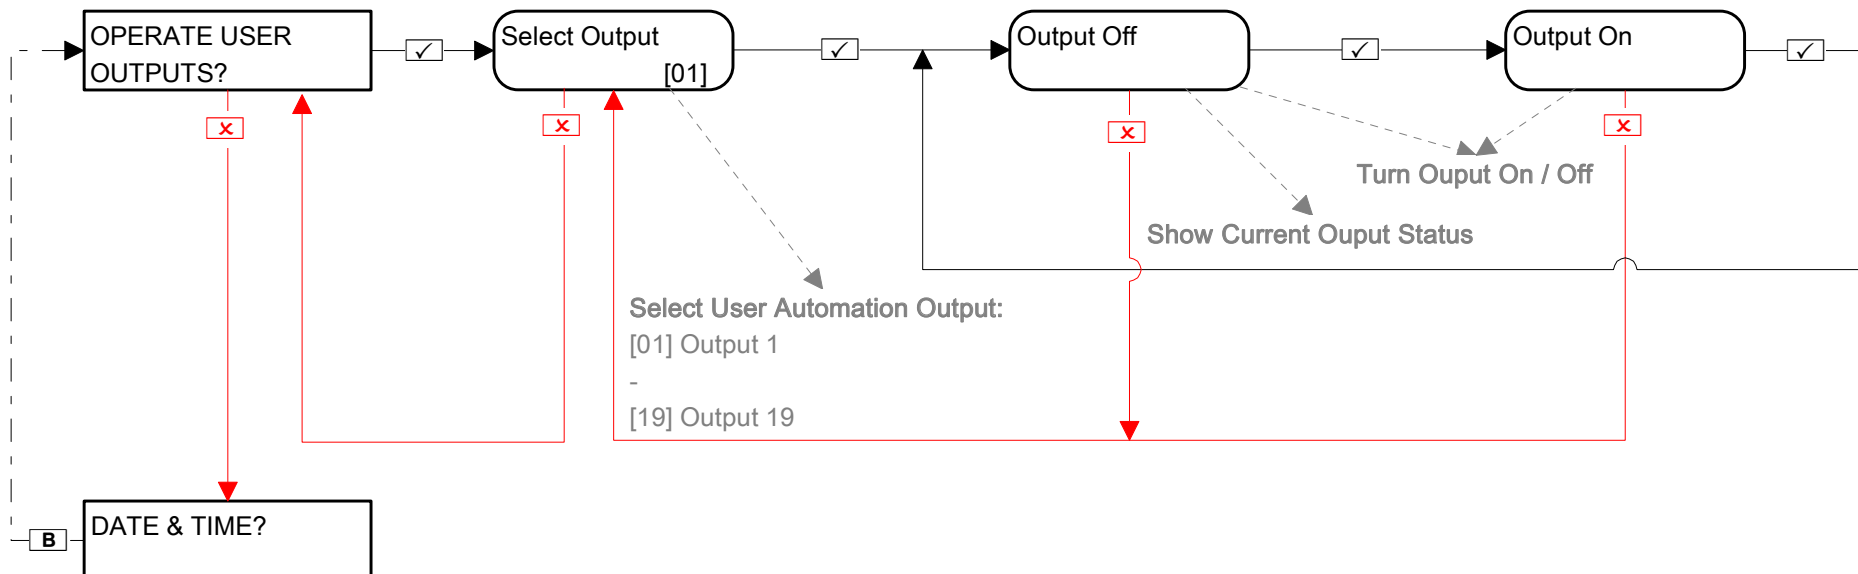 OPERATE USER
OUTPUTS?
Select Output
[01]
Output Off
Output On
Turn Ouput On / Off
Show Current Ouput Status
Select User Automation Output:
[01] Output 1
-
[19] Output 19
DATE & TIME?
B